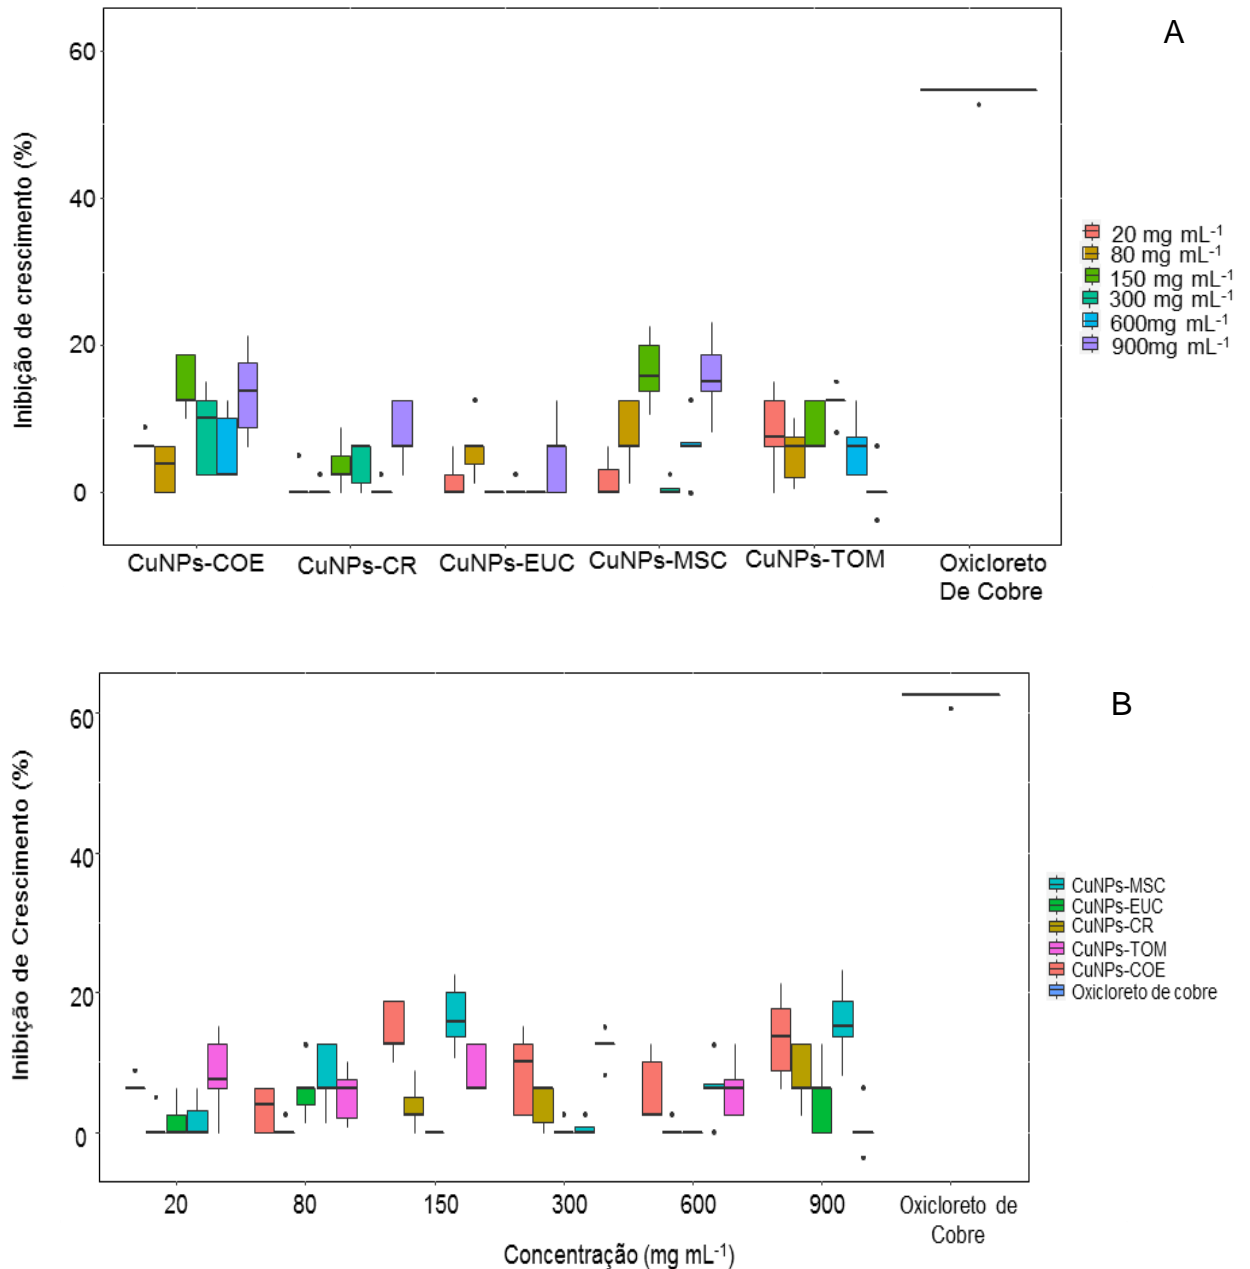 A
Inibição de crescimento (%)
60
40
20
0
20 mg mL⁻¹
80 mg mL⁻¹
150 mg mL⁻¹
300 mg mL⁻¹
600mg mL⁻¹
900mg mL⁻¹
CuNPs-COE CuNPs-CR CuNPs-EUC CuNPs-MSC CuNPs-TOM Oxicloreto
De Cobre
B
Inibição de Crescimento (%)
60
40
20
0
CuNPs-MSC
CuNPs-EUC
CuNPs-CR
CuNPs-TOM
CuNPs-COE
Oxicloreto de cobre
20 80 150 300 600 900 Oxicloreto de
Cobre
Concentração (mg mL⁻¹)